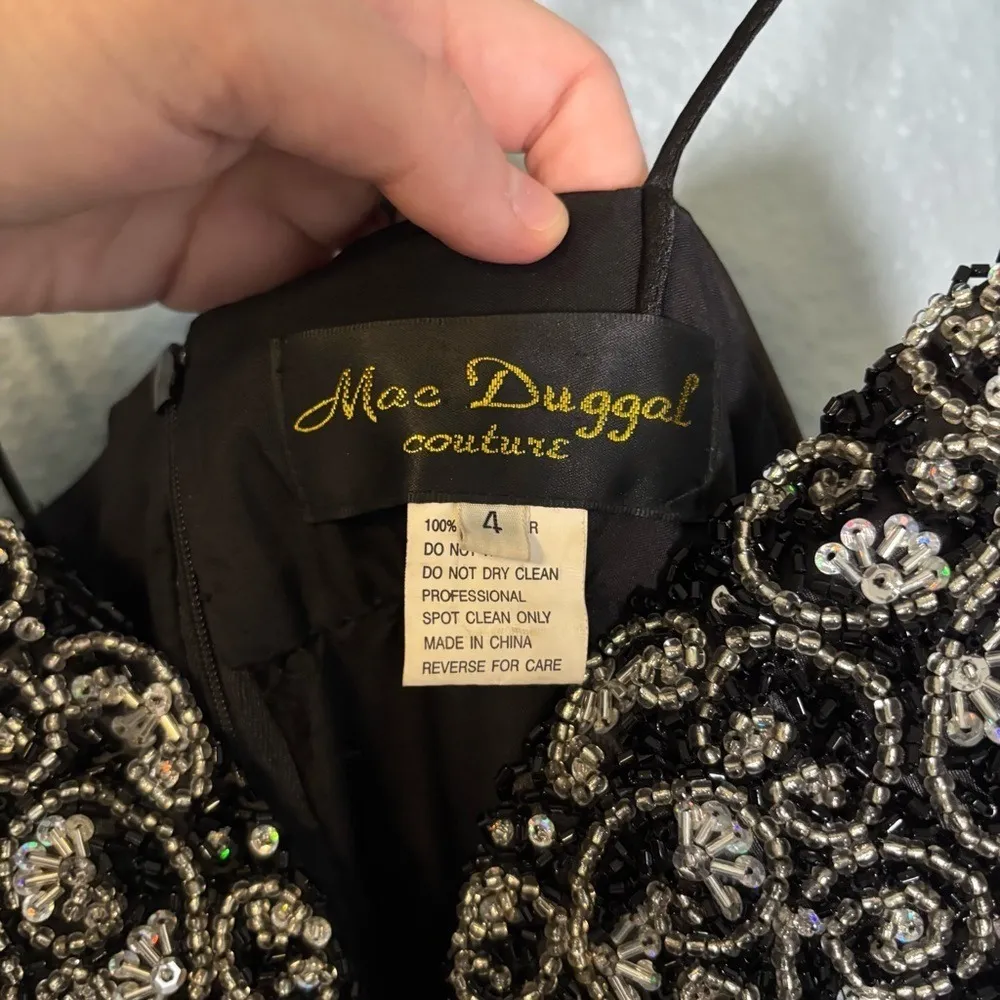 Mac Duggal
couture
4
100% R
DO NOT
DO NOT DRY CLEAN
PROFESSIONAL
SPOT CLEAN ONLY
MADE IN CHINA
REVERSE FOR CARE